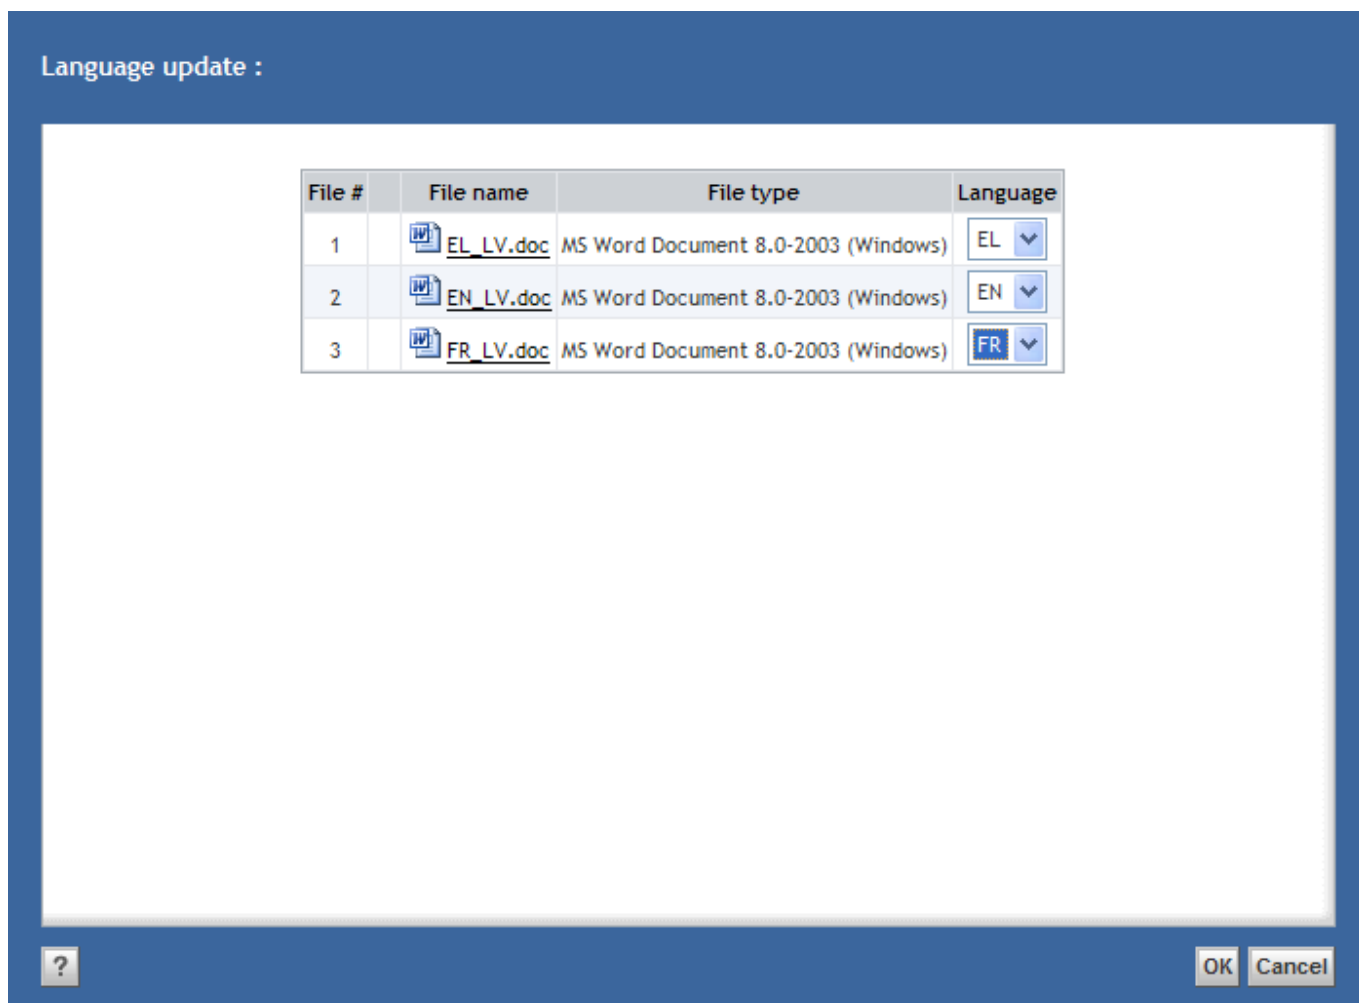 Language update :
File # File name File type Language
1 EL_LV.doc MS Word Document 8.0-2003 (Windows) EL
2 EN_LV.doc MS Word Document 8.0-2003 (Windows) EN
3 FR_LV.doc MS Word Document 8.0-2003 (Windows) FR
? OK Cancel